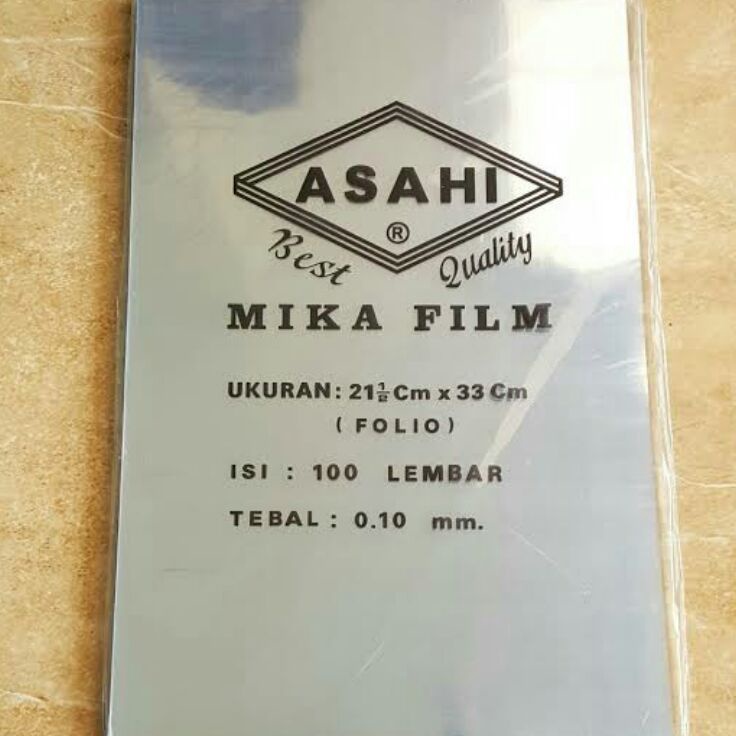 ASAHI
®
Best Quality
MIKA FILM
UKURAN: 21½ Cm x 33 Cm
( FOLIO )
ISI : 100 LEMBAR
TEBAL : 0.10 mm.